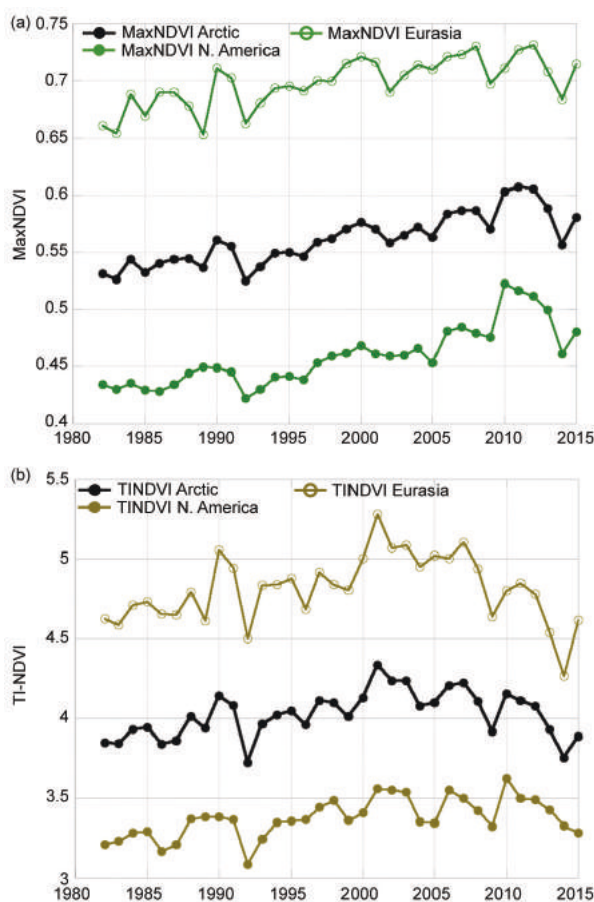 (a)
MaxNDVI Arctic MaxNDVI Eurasia
MaxNDVI N. America
0.75
0.7
0.65
0.6
0.55
0.5
0.45
0.4
MaxNDVI
1980 1985 1990 1995 2000 2005 2010 2015
(b)
TINDVI Arctic TINDVI Eurasia
TINDVI N. America
5.5
5
4.5
4
3.5
3
TI-NDVI
1980 1985 1990 1995 2000 2005 2010 2015